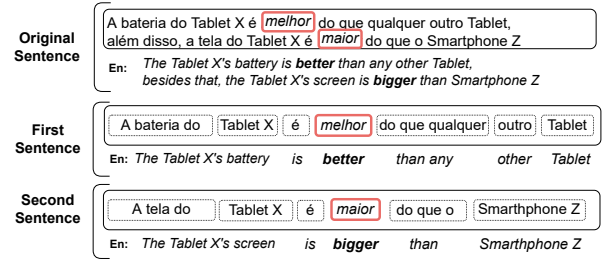 Original
Sentence
A bateria do Tablet X é melhor do que qualquer outro Tablet,
além disso, a tela do Tablet X é maior do que o Smartphone Z
En: The Tablet X's battery is better than any other Tablet,
besides that, the Tablet X's screen is bigger than Smartphone Z
First
Sentence
A bateria do Tablet X é melhor do que qualquer outro Tablet
En: The Tablet X's battery is better than any other Tablet
Second
Sentence
A tela do Tablet X é maior do que o Smarthphone Z
En: The Tablet X's screen is bigger than Smarthphone Z